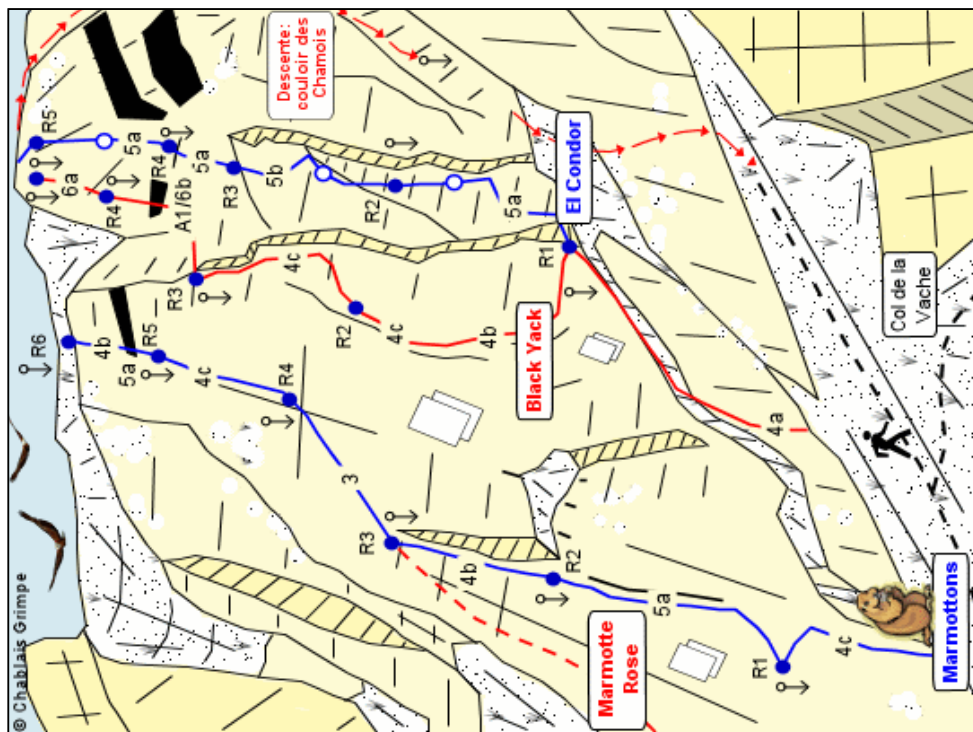 © Chablais Grimpe
R6
4b
5a
R5
4c
R4
3
R3
4b
R2
5a
R1
4c
Marmottons
Marmotte
Rose
6a
R4
A1/6b
R3
4c
R2
4c
4b
R1
4a
Black Yack
R5
5a
R4
5a
R3
5b
R2
5a
El Condor
Descente:
couloir des
Chamois
Col de la
Vache